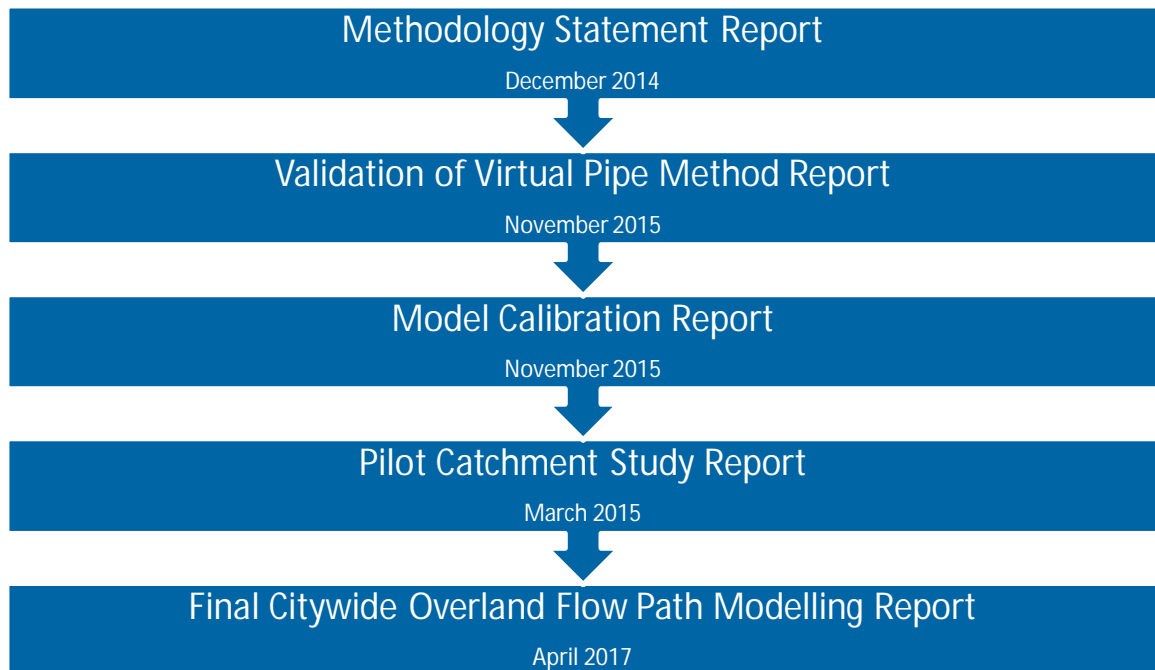 Methodology Statement Report
December 2014
Validation of Virtual Pipe Method Report
November 2015
Model Calibration Report
November 2015
Pilot Catchment Study Report
March 2015
Final Citywide Overland Flow Path Modelling Report
April 2017